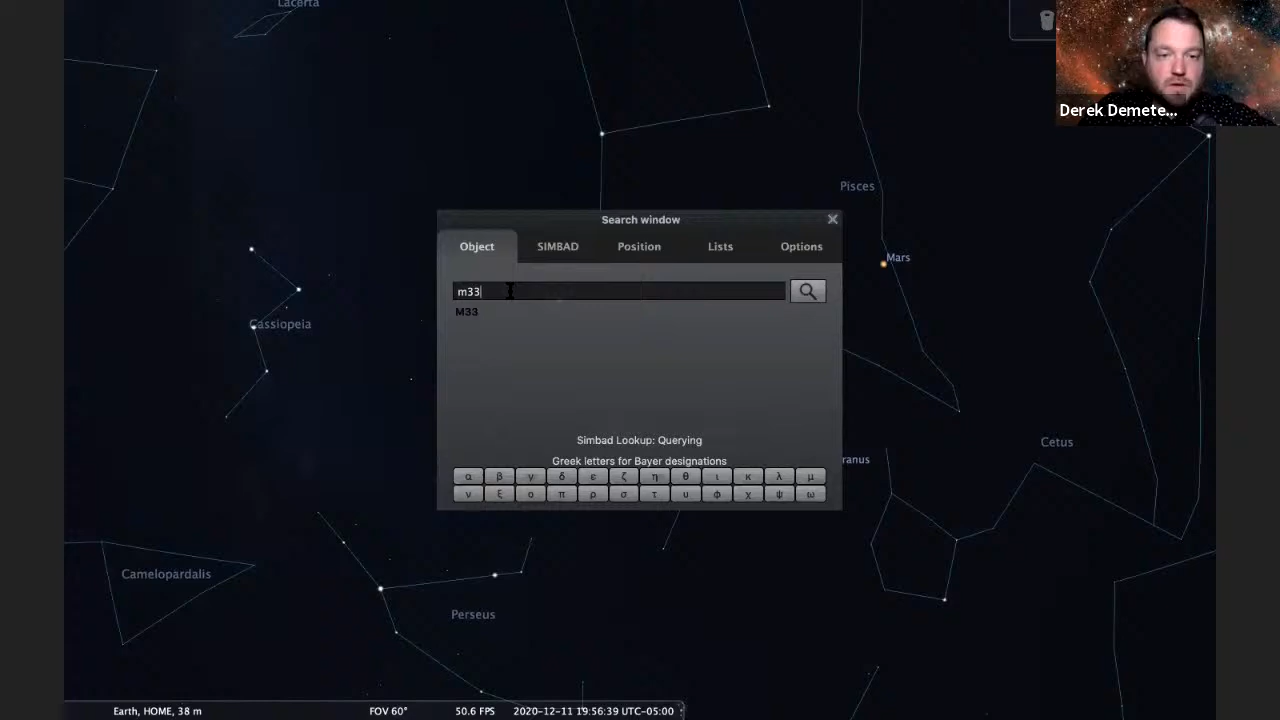 Lacerta
Derek Demete...
Pisces
Search window
Object
SIMBAD
Position
Lists
Options
Mars
m33
M33
Cassiopeia
Simbad Lookup: Querying
Cetus
ranus
Greek letters for Bayer designations
α β γ δ ε ζ η θ ι κ λ μ
ν ξ ο π ρ σ τ υ φ χ ψ ω
Camelopardalis
Perseus
Earth, HOME, 38 m
FOV 60°
50.6 FPS
2020-12-11 19:56:39 UTC-05:00